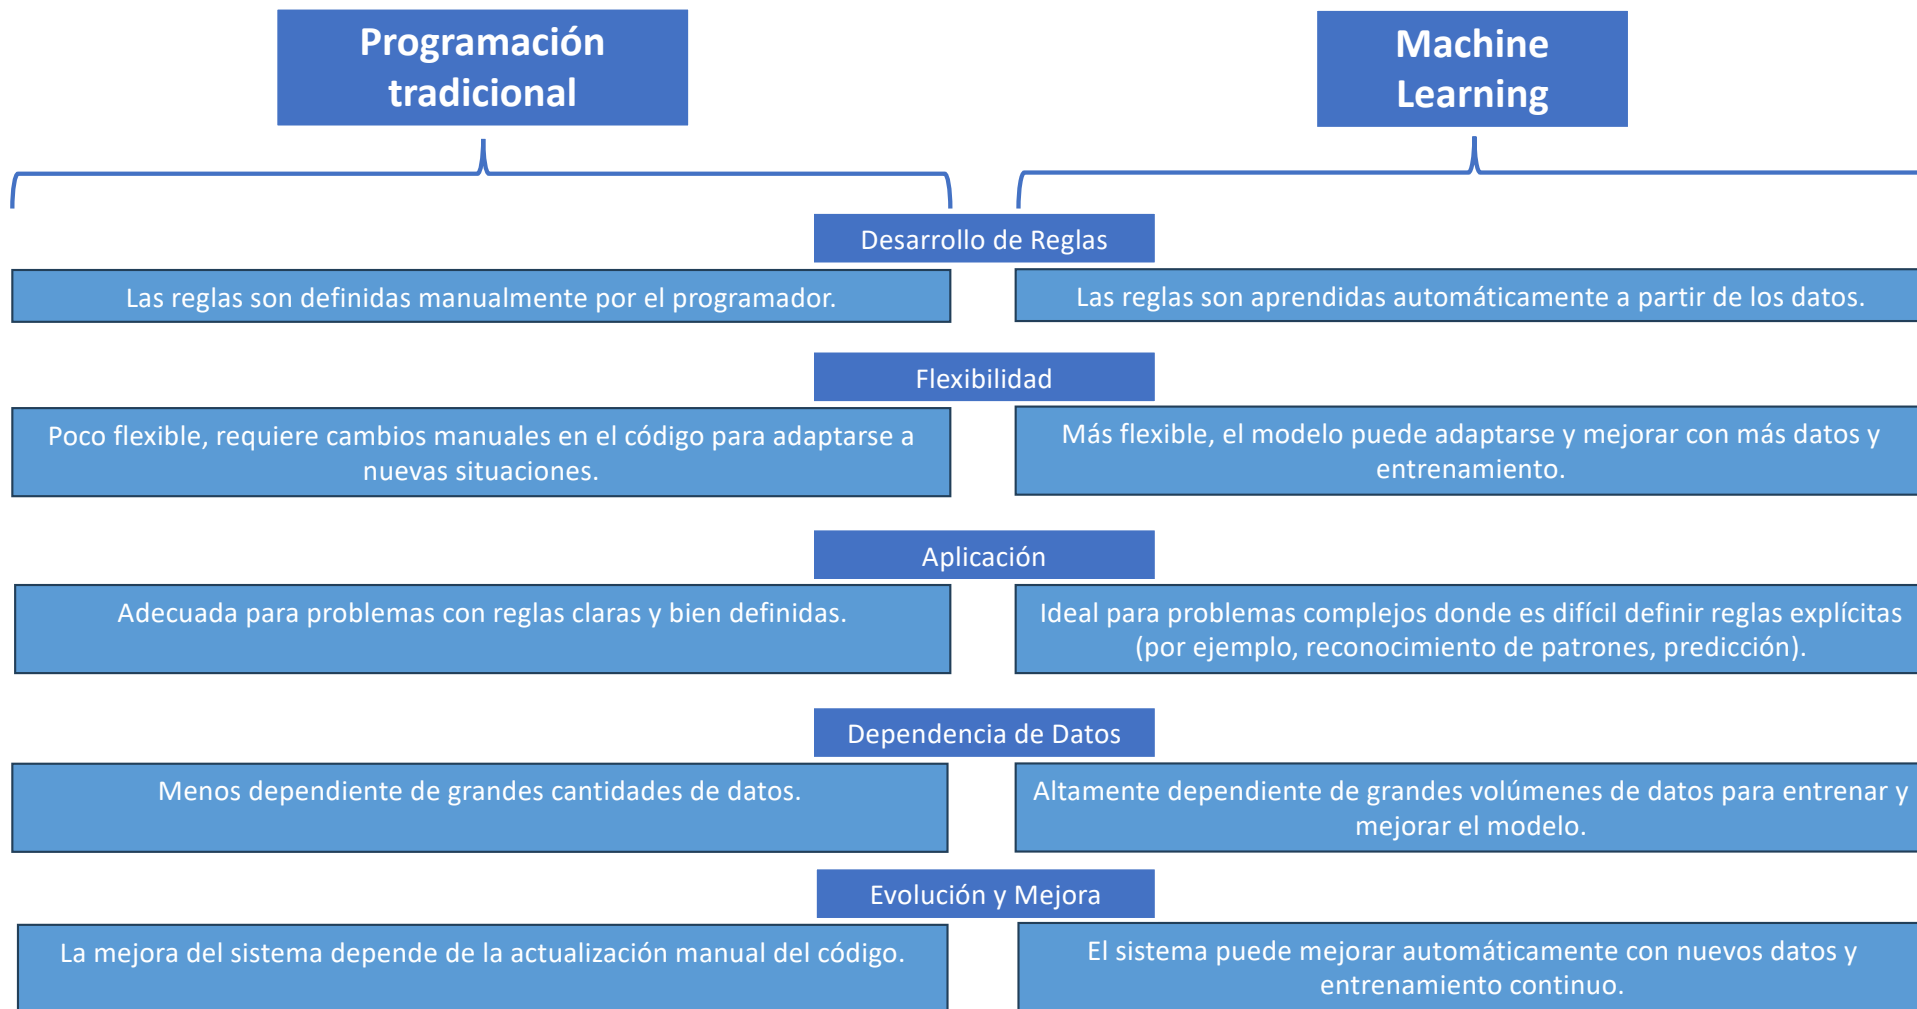 Programación
tradicional
Machine
Learning
Desarrollo de Reglas
Las reglas son definidas manualmente por el programador.
Las reglas son aprendidas automáticamente a partir de los datos.
Flexibilidad
Poco flexible, requiere cambios manuales en el código para adaptarse a
nuevas situaciones.
Más flexible, el modelo puede adaptarse y mejorar con más datos y
entrenamiento.
Aplicación
Adecuada para problemas con reglas claras y bien definidas.
Ideal para problemas complejos donde es difícil definir reglas explícitas
(por ejemplo, reconocimiento de patrones, predicción).
Dependencia de Datos
Menos dependiente de grandes cantidades de datos.
Altamente dependiente de grandes volúmenes de datos para entrenar y
mejorar el modelo.
Evolución y Mejora
La mejora del sistema depende de la actualización manual del código.
El sistema puede mejorar automáticamente con nuevos datos y
entrenamiento continuo.